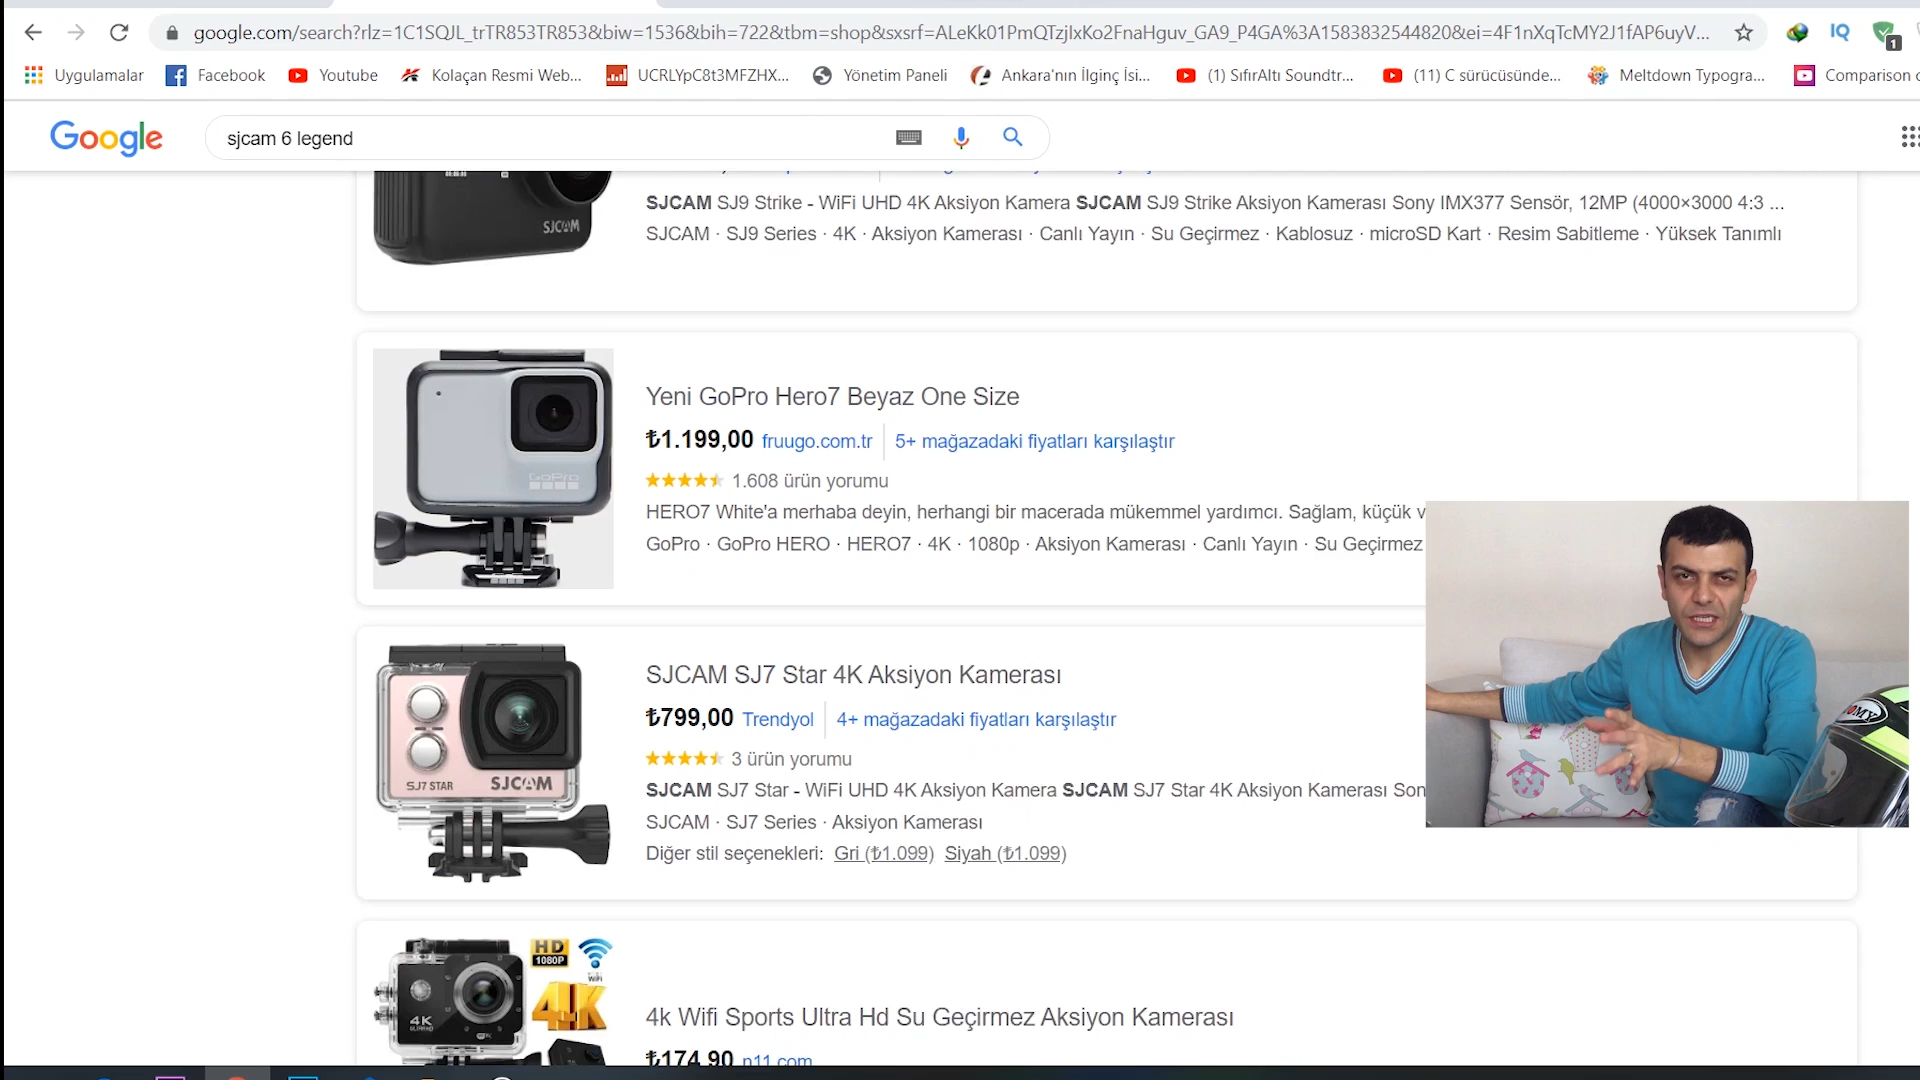 google.com/search?rlz=1C1SQJL_trTR853TR853&biw=1536&bih=722&tbm=shop&sxsrf=ALeKk01PmQTzjIxKo2FnaHguv_GA9_P4GA%3A1583832544820&ei=4F1nXqTcMY2J1fAP6uyV...
IQ
1
Uygulamalar
Facebook
Youtube
Kolaçan Resmi Web...
UCRLYpC8t3MFZHX...
Yönetim Paneli
Ankara'nın İlginç İsi...
(1) SıfırAltı Soundtr...
(11) C sürücüsünde...
Meltdown Typogra...
Comparison
Google
sjcam 6 legend
SJCAM
SJCAM SJ9 Strike - WiFi UHD 4K Aksiyon Kamera SJCAM SJ9 Strike Aksiyon Kamerası Sony IMX377 Sensör, 12MP (4000×3000 4:3 ...
SJCAM · SJ9 Series · 4K · Aksiyon Kamerası · Canlı Yayın · Su Geçirmez · Kablosuz · microSD Kart · Resim Sabitleme · Yüksek Tanımlı
GoPro
Yeni GoPro Hero7 Beyaz One Size
₺1.199,00 fruugo.com.tr 5+ mağazadaki fiyatları karşılaştır
1.608 ürün yorumu
HERO7 White'a merhaba deyin, herhangi bir macerada mükemmel yardımcı. Sağlam, küçük v
GoPro · GoPro HERO · HERO7 · 4K · 1080p · Aksiyon Kamerası · Canlı Yayın · Su Geçirmez
SJ7 STAR SJCAM
SJCAM SJ7 Star 4K Aksiyon Kamerası
₺799,00 Trendyol 4+ mağazadaki fiyatları karşılaştır
3 ürün yorumu
SJCAM SJ7 Star - WiFi UHD 4K Aksiyon Kamera SJCAM SJ7 Star 4K Aksiyon Kamerası Son
SJCAM · SJ7 Series · Aksiyon Kamerası
Diğer stil seçenekleri: Gri (₺1.099) Siyah (₺1.099)
HD
1080P
WiFi
4K
4K
ULTRA HD
4k Wifi Sports Ultra Hd Su Geçirmez Aksiyon Kamerası
₺174,90 n11.com